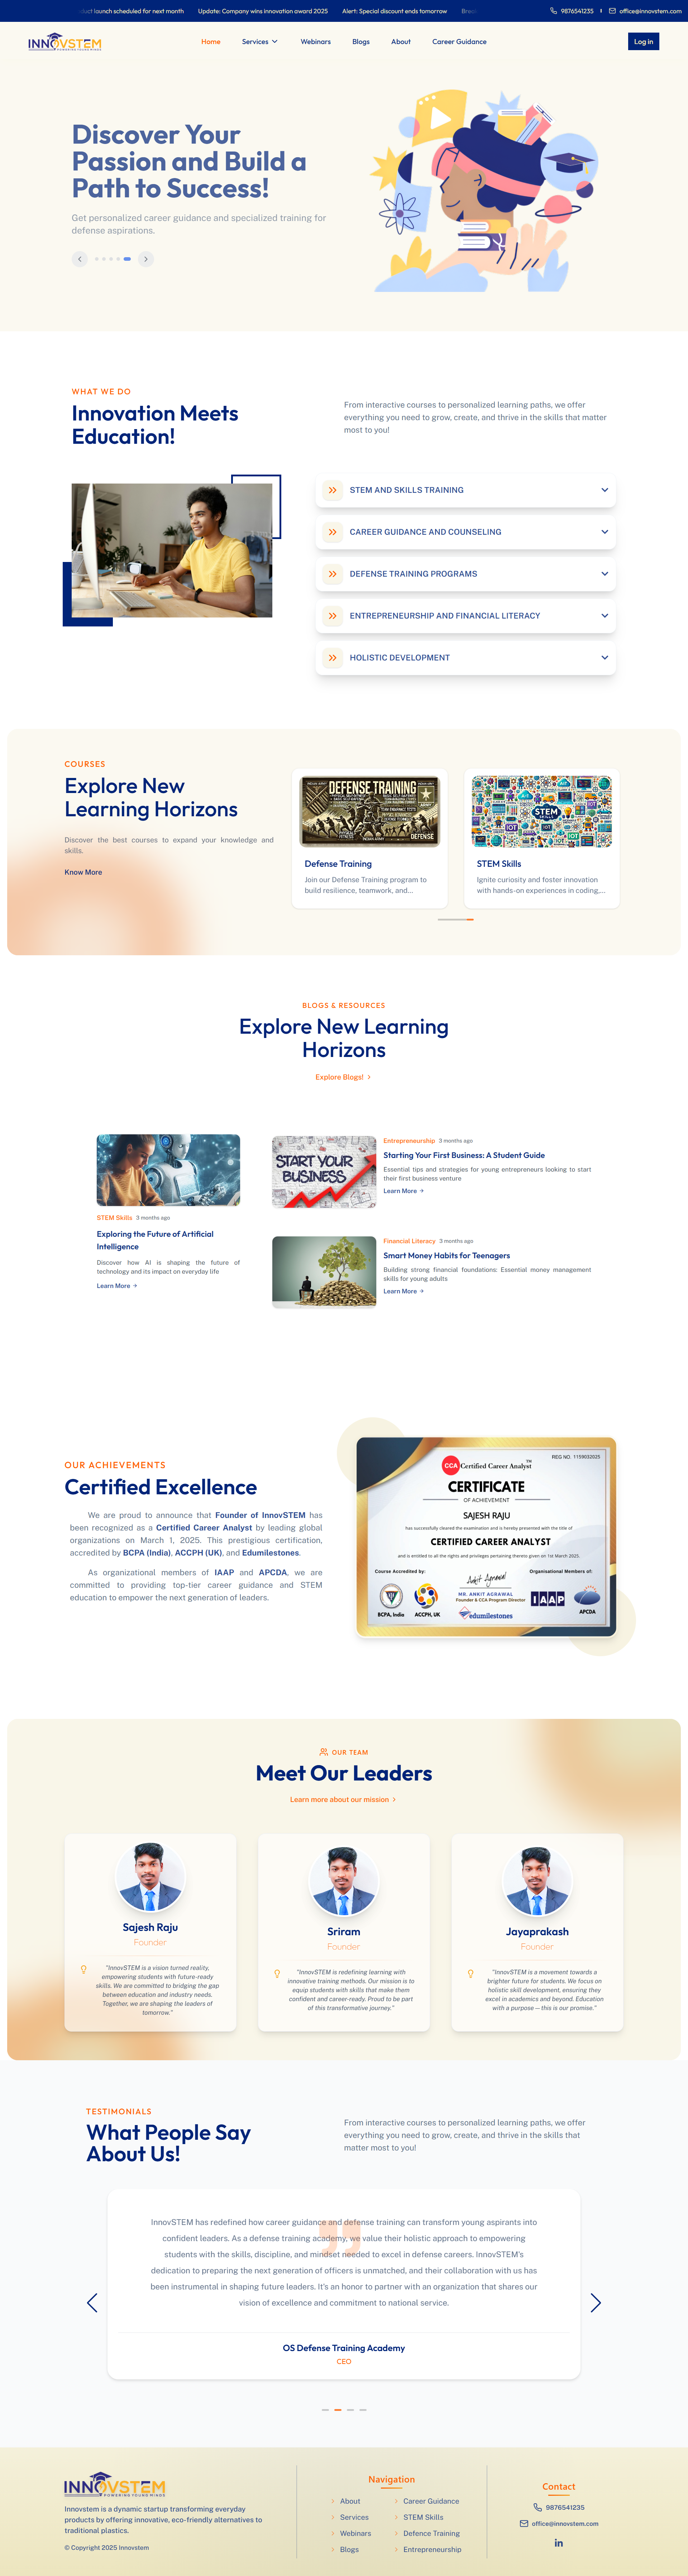 launch scheduled for next month Update: Company wins innovation award 2025 Alert: Special discount ends tomorrow 9876541235 office@innovstem.com
INNOVSTEM
POWERING YOUNG MINDS
Home Services Webinars Blogs About Career Guidance Log in
Discover Your
Passion and Build a
Path to Success!
Get personalized career guidance and specialized training for
defense aspirations.
WHAT WE DO
Innovation Meets
Education!
From interactive courses to personalized learning paths, we offer
everything you need to grow, create, and thrive in the skills that matter
most to you!
STEM AND SKILLS TRAINING
CAREER GUIDANCE AND COUNSELING
DEFENSE TRAINING PROGRAMS
ENTREPRENEURSHIP AND FINANCIAL LITERACY
HOLISTIC DEVELOPMENT
COURSES
Explore New
Learning Horizons
Discover the best courses to expand your knowledge and
skills.
Know More
DEFENSE TRAINING
ARMY
DEFENSE
Defense Training
Join our Defense Training program to
build resilience, teamwork, and...
STEM
IOT
IOT
IOT
STEM Skills
Ignite curiosity and foster innovation
with hands-on experiences in coding,...
BLOGS & RESOURCES
Explore New Learning
Horizons
Explore Blogs!
STEM Skills 3 months ago
Exploring the Future of Artificial
Intelligence
Discover how AI is shaping the future of
technology and its impact on everyday life
Learn More
START YOUR
BUSINESS
Entrepreneurship 3 months ago
Starting Your First Business: A Student Guide
Essential tips and strategies for young entrepreneurs looking to start
their first business venture
Learn More
Financial Literacy 3 months ago
Smart Money Habits for Teenagers
Building strong financial foundations: Essential money management
skills for young adults
Learn More
OUR ACHIEVEMENTS
Certified Excellence
We are proud to announce that Founder of InnovSTEM has
been recognized as a Certified Career Analyst by leading global
organizations on March 1, 2025. This prestigious certification,
accredited by BCPA (India), ACCPH (UK), and Edumilestones.
As organizational members of IAAP and APCDA, we are
committed to providing top-tier career guidance and STEM
education to empower the next generation of leaders.
REG NO. 1159032025
CCA Certified Career Analyst TM
CERTIFICATE
OF ACHIEVEMENT
SAJESH RAJU
has successfully cleared the examination and is hereby presented with the title of
CERTIFIED CAREER ANALYST
and is entitled to all the rights and privileges pertaining thereto given on 1st March 2025.
Course Accredited by: Organisational Members of:
Ankit Agrawal
MR. ANKIT AGRAWAL
Founder & CCA Program Director
BCPA, India ACCPH, UK edumilestones IAAP APCDA
OUR TEAM
Meet Our Leaders
Learn more about our mission
Sajesh Raju
Founder
"InnovSTEM is a vision turned reality,
empowering students with future-ready
skills. We are committed to bridging the gap
between education and industry needs.
Together, we are shaping the leaders of
tomorrow."
Sriram
Founder
"InnovSTEM is redefining learning with
innovative training methods. Our mission is to
equip students with skills that make them
confident and career-ready. Proud to be part
of this transformative journey."
Jayaprakash
Founder
"InnovSTEM is a movement towards a
brighter future for students. We focus on
holistic skill development, ensuring they
excel in academics and beyond. Education
with a purpose—this is our promise."
TESTIMONIALS
What People Say
About Us!
From interactive courses to personalized learning paths, we offer
everything you need to grow, create, and thrive in the skills that
matter most to you!
InnovSTEM has redefined how career guidance and defense training can transform young aspirants into
confident leaders. As a defense training academy, we value their holistic approach to empowering
students with the skills, discipline, and mindset needed to excel in defense careers. InnovSTEM's
dedication to preparing the next generation of officers is unmatched, and their collaboration with us has
been instrumental in shaping future leaders. It's an honor to partner with an organization that shares our
vision of excellence and commitment to national service.
OS Defense Training Academy
CEO
INNOVSTEM
POWERING YOUNG MINDS
Innovstem is a dynamic startup transforming everyday
products by offering innovative, eco-friendly alternatives to
traditional plastics.
© Copyright 2025 Innovstem
Navigation
About Career Guidance
Services STEM Skills
Webinars Defence Training
Blogs Entrepreneurship
Contact
9876541235
office@innovstem.com
in